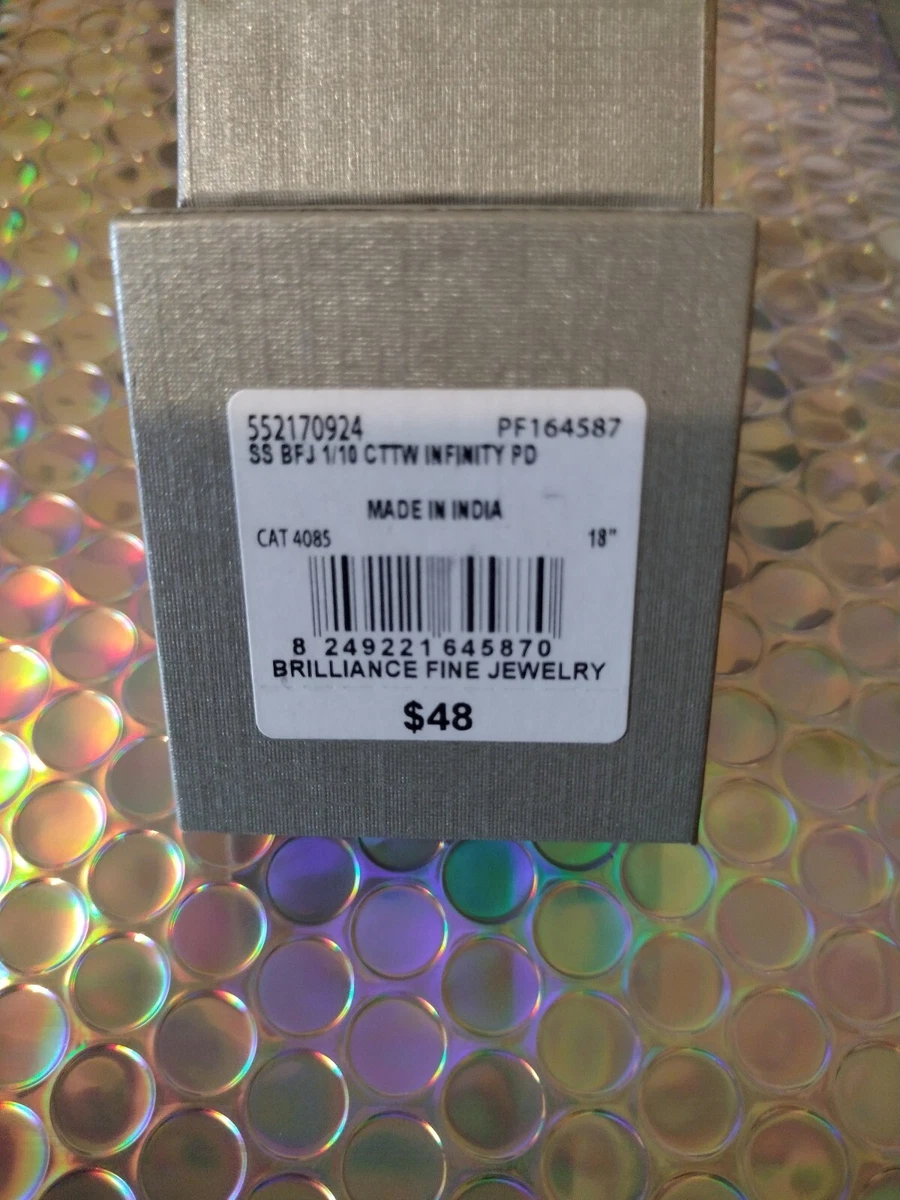 552170924 PF164587
SS BFJ 1/10 CTTW INFINITY PD
MADE IN INDIA
CAT 4085 18"
8 249221 645870
BRILLIANCE FINE JEWELRY
$48